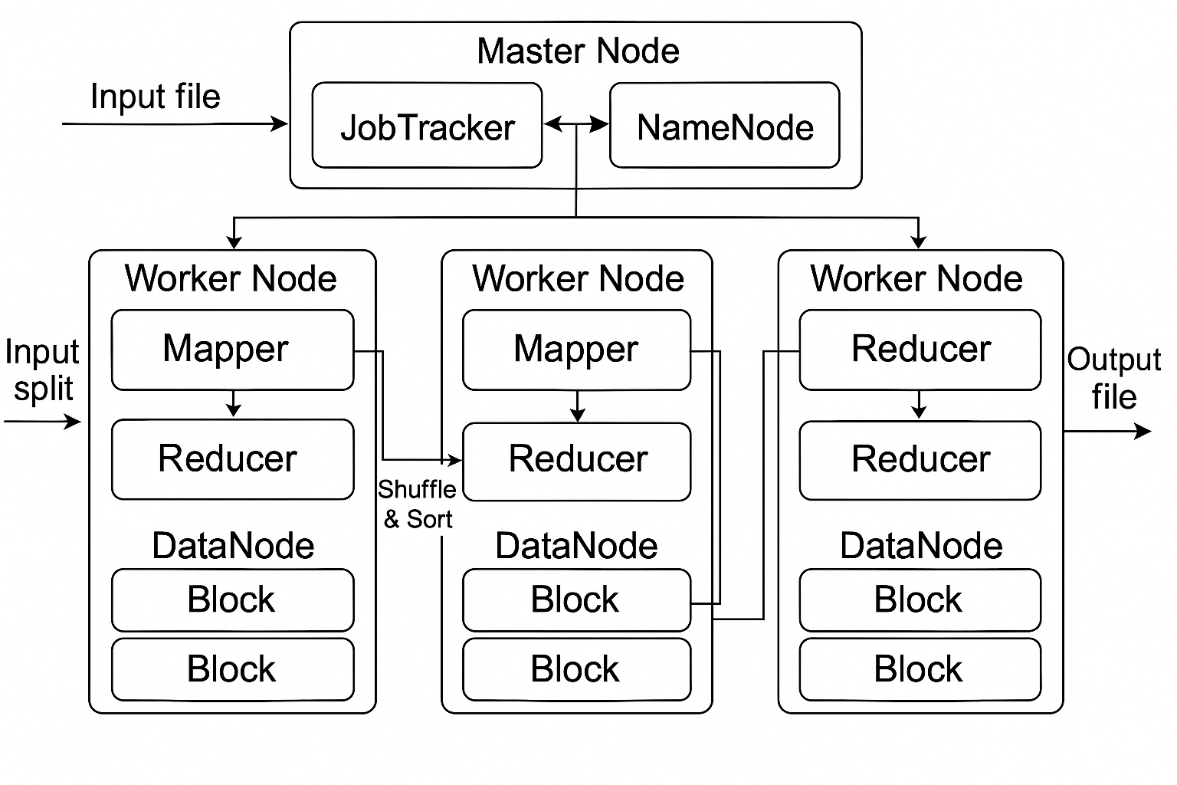 Master Node
Input file
JobTracker
NameNode
Worker Node
Mapper
Reducer
DataNode
Block
Block
Input
split
Shuffle
& Sort
Worker Node
Mapper
Reducer
DataNode
Block
Block
Worker Node
Reducer
Reducer
DataNode
Block
Block
Output
file